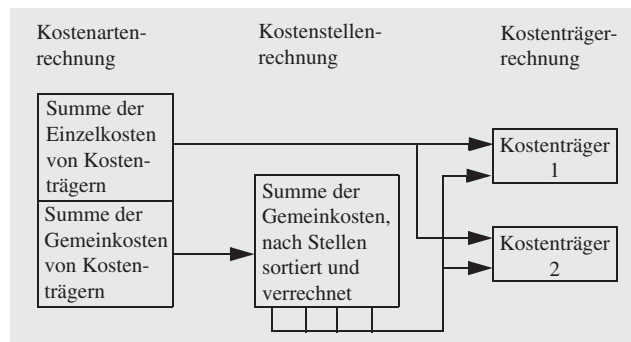 Kostenarten-
rechnung
Kostenstellen-
rechnung
Kostenträger-
rechnung
Summe der
Einzelkosten
von Kosten-
trägern
Summe der
Gemeinkosten
von Kosten-
trägern
Summe der
Gemeinkosten,
nach Stellen
sortiert und
verrechnet
Kostenträger
1
Kostenträger
2